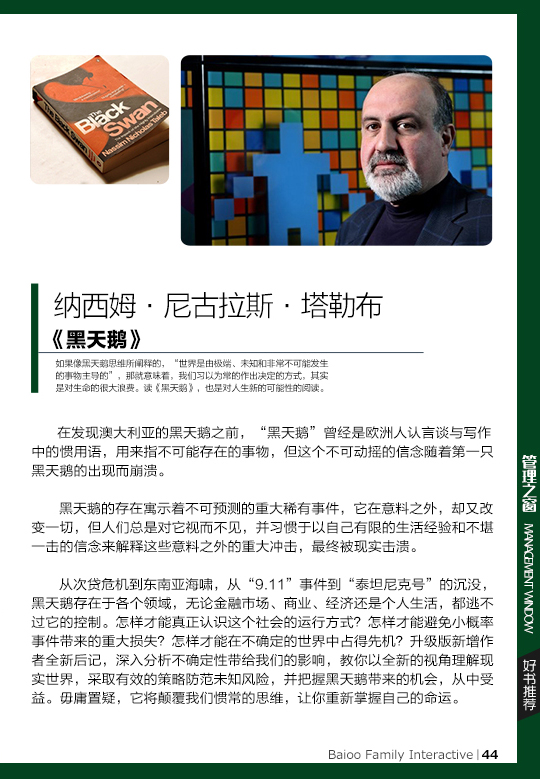 The
Black
Swan
Nassim Nicholas Taleb
The Black Swan
纳西姆·尼古拉斯·塔勒布
《黑天鹅》
如果像黑天鹅思维所阐释的，“世界是由极端、未知和非常不可能发生
的事物主导的”，那就意味着，我们习以为常的作出决定的方式，其实
是对生命的很大浪费。读《黑天鹅》，也是对人生新的可能性的阅读。
在发现澳大利亚的黑天鹅之前，“黑天鹅”曾经是欧洲人认言谈与写作
中的惯用语，用来指不可能存在的事物，但这个不可动摇的信念随着第一只
黑天鹅的出现而崩溃。
黑天鹅的存在寓示着不可预测的重大稀有事件，它在意料之外，却又改
变一切，但人们总是对它视而不见，并习惯于以自己有限的生活经验和不堪
一击的信念来解释这些意料之外的重大冲击，最终被现实击溃。
从次贷危机到东南亚海啸，从“9.11”事件到“泰坦尼克号”的沉没，
黑天鹅存在于各个领域，无论金融市场、商业、经济还是个人生活，都逃不
过它的控制。怎样才能真正认识这个社会的运行方式？怎样才能避免小概率
事件带来的重大损失？怎样才能在不确定的世界中占得先机？升级版新增作
者全新后记，深入分析不确定性带给我们的影响，教你以全新的视角理解现
实世界，采取有效的策略防范未知风险，并把握黑天鹅带来的机会，从中受
益。毋庸置疑，它将颠覆我们惯常的思维，让你重新掌握自己的命运。
管理之窗 MANAGEMENT WINDOW
好书推荐
Baioo Family Interactive | 44